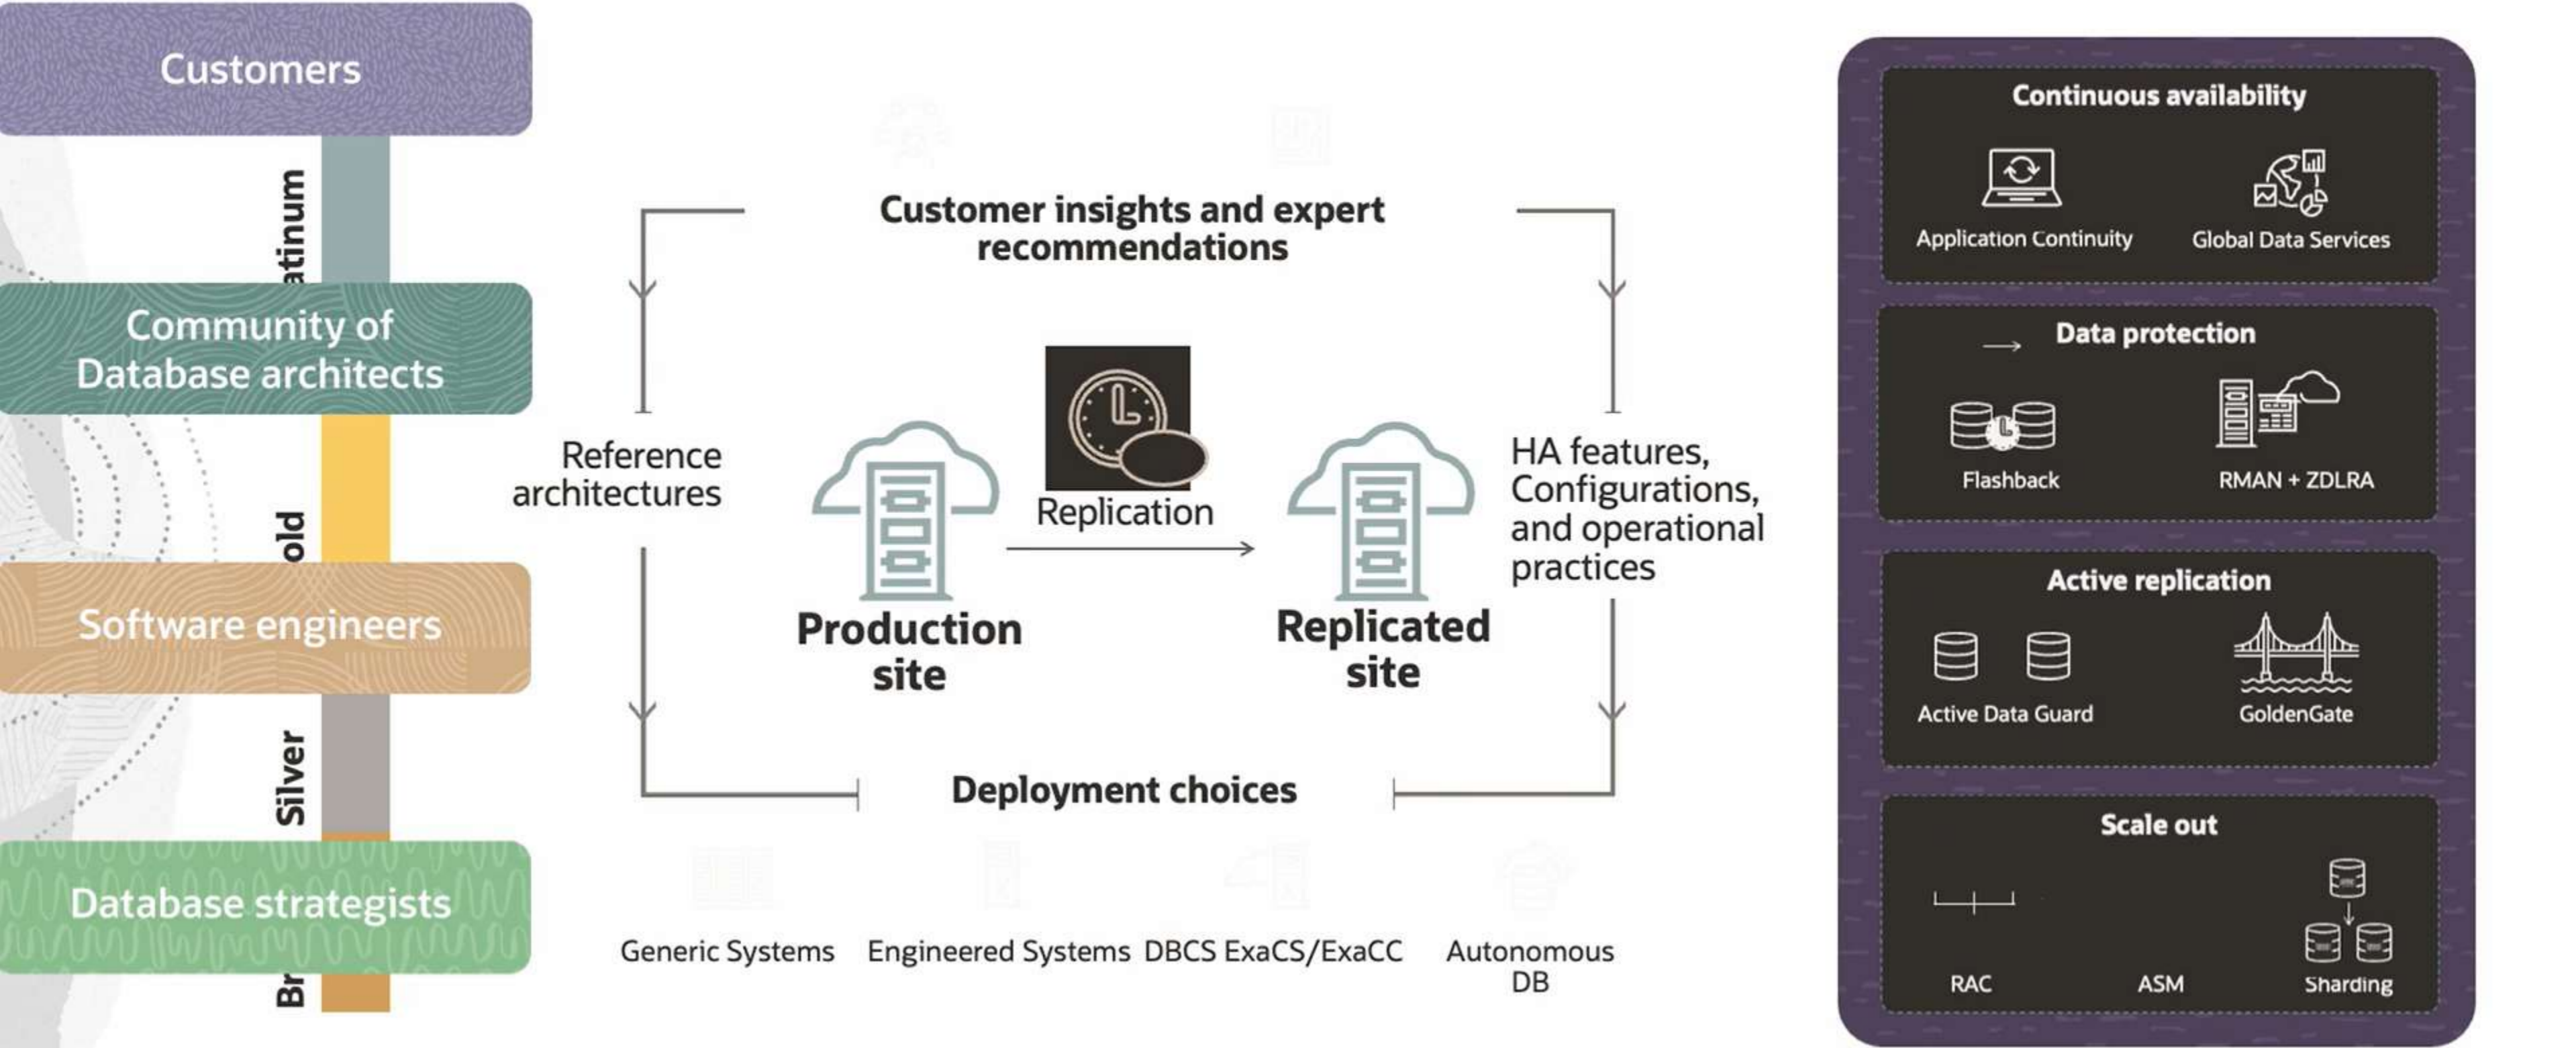 Customers
atinum
Community of
Database architects
old
Software engineers
Silver
Database strategists
Br
Customer insights and expert
recommendations
Reference
architectures
Replication
Production
site
Replicated
site
HA features,
Configurations,
and operational
practices
Deployment choices
Generic Systems
Engineered Systems
DBCS ExaCS/ExaCC
Autonomous
DB
Continuous availability
Application Continuity
Global Data Services
Data protection
Flashback
RMAN + ZDLRA
Active replication
Active Data Guard
GoldenGate
Scale out
RAC
ASM
Sharding